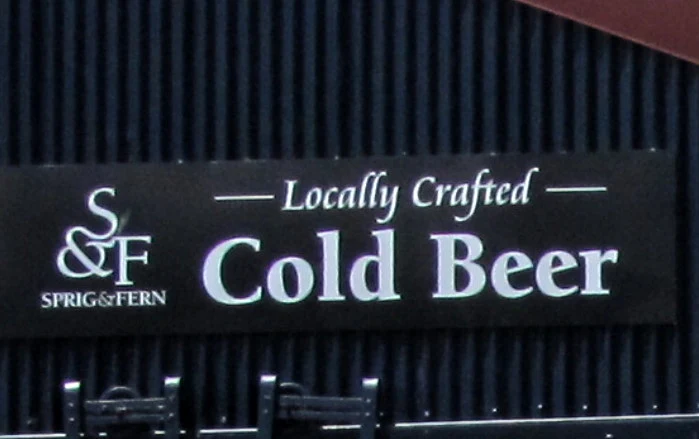 S
&F
SPRIG&FERN
Locally Crafted
Cold Beer